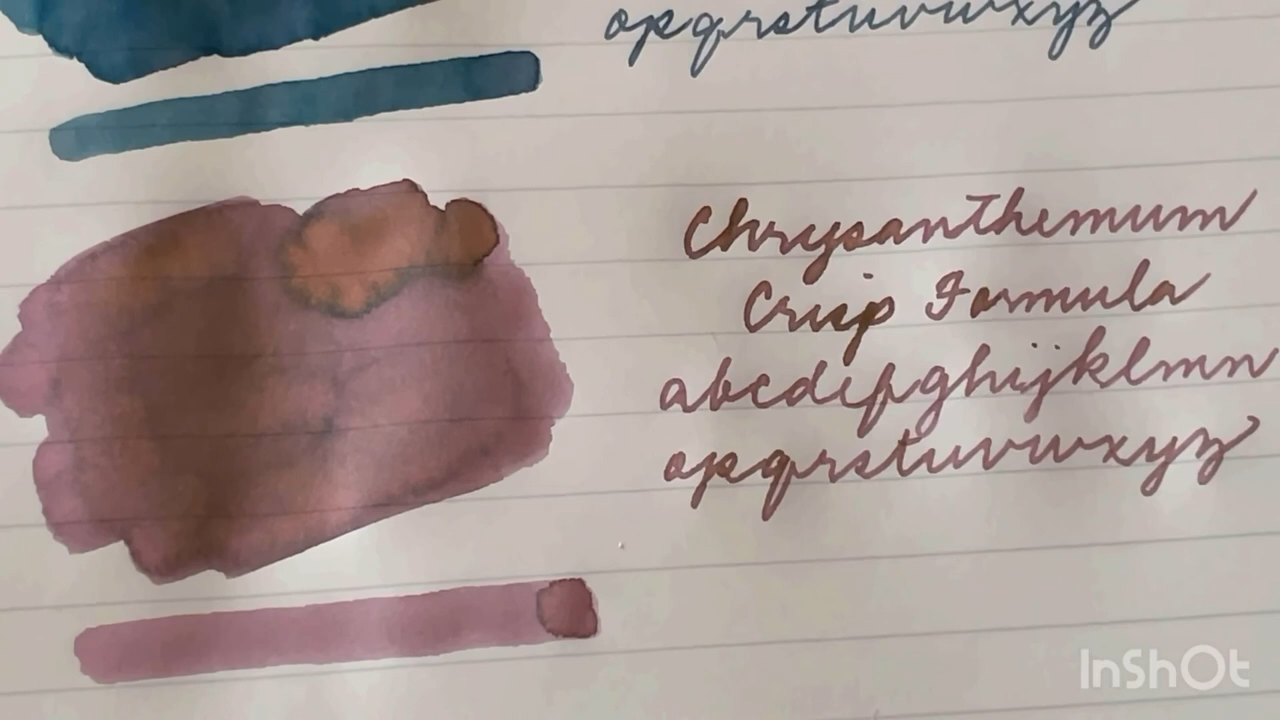 opqrstuvwxyz
Chrysanthemum
Crisp Formula
abcdefghijklmn
opqrstuvwxyz
InShOt